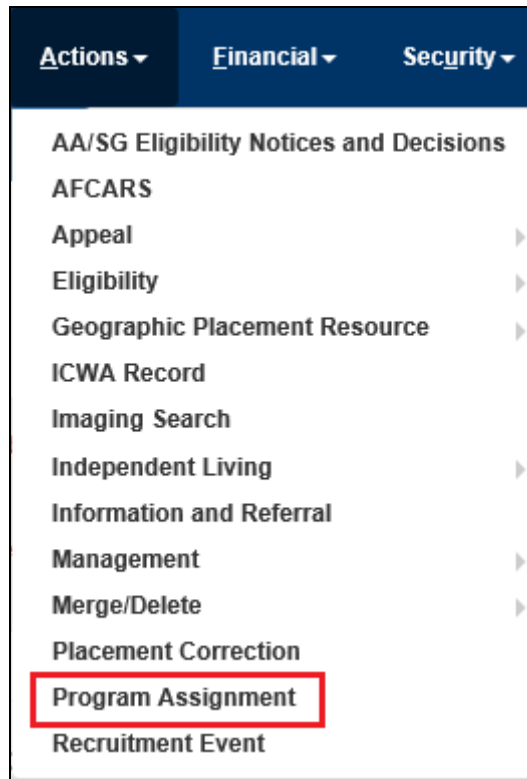 Actions Financial Security
AA/SG Eligibility Notices and Decisions
AFCARS
Appeal
Eligibility
Geographic Placement Resource
ICWA Record
Imaging Search
Independent Living
Information and Referral
Management
Merge/Delete
Placement Correction
Program Assignment
Recruitment Event